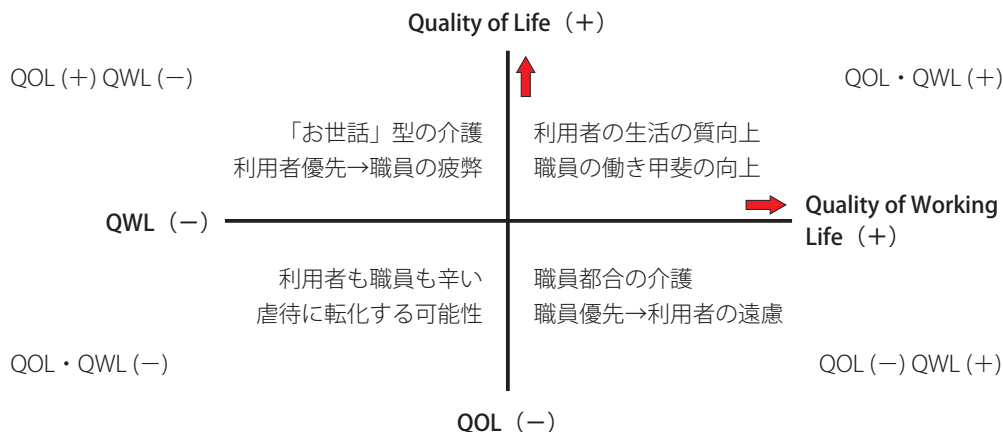 Quality of Life（＋）
QOL (＋) QWL (－)
QOL・QWL (＋)
「お世話」型の介護
利用者優先→職員の疲弊
利用者の生活の質向上
職員の働き甲斐の向上
QWL（－）
Quality of Working
Life（＋）
利用者も職員も辛い
虐待に転化する可能性
職員都合の介護
職員優先→利用者の遠慮
QOL・QWL (－)
QOL (－) QWL (＋)
QOL（－）